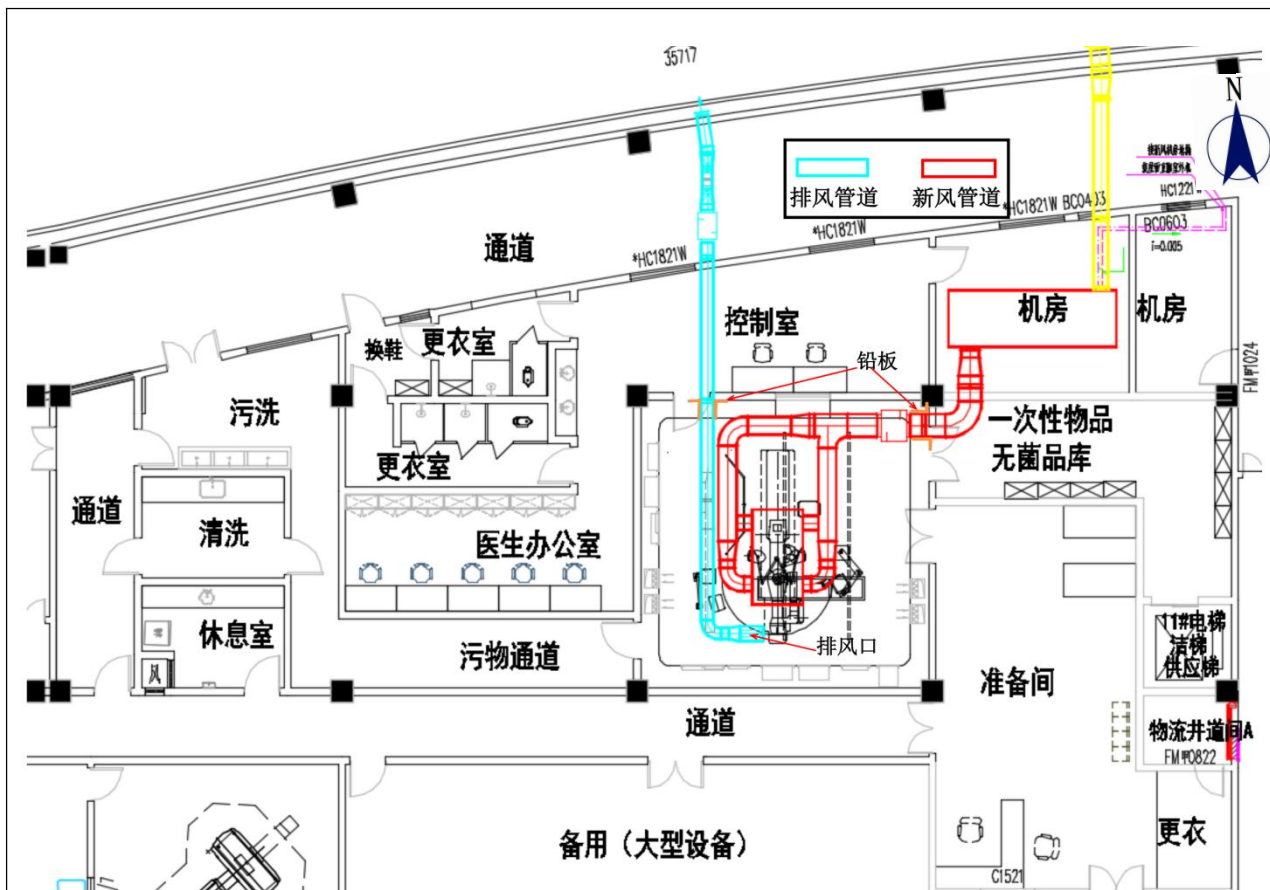 35717
N
排风管道
新风管道
HC1221
*HC1821W
BC0403
*HC1821W
*HC1821W
BC0603
i=0.005
通道
控制室
机房
机房
换鞋
更衣室
铅板
FM甲1024
污洗
一次性物品
无菌品库
更衣室
通道
清洗
医生办公室
休息室
风
污物通道
排风口
11#电梯
洁梯
供应梯
准备间
通道
物流井道间A
FM甲0822
备用（大型设备）
更衣
C1521